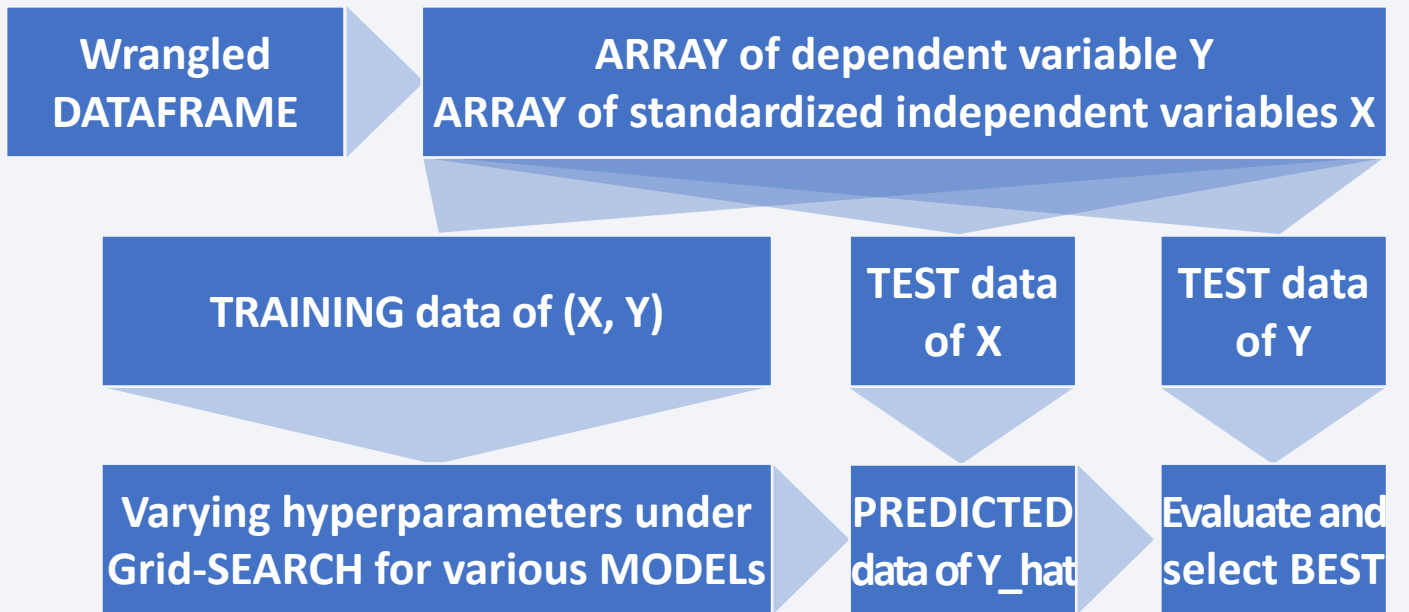 Wrangled
DATAFRAME
ARRAY of dependent variable Y
ARRAY of standardized independent variables X
TRAINING data of (X, Y)
TEST data
of X
TEST data
of Y
Varying hyperparameters under
Grid-SEARCH for various MODELs
PREDICTED
data of Y_hat
Evaluate and
select BEST